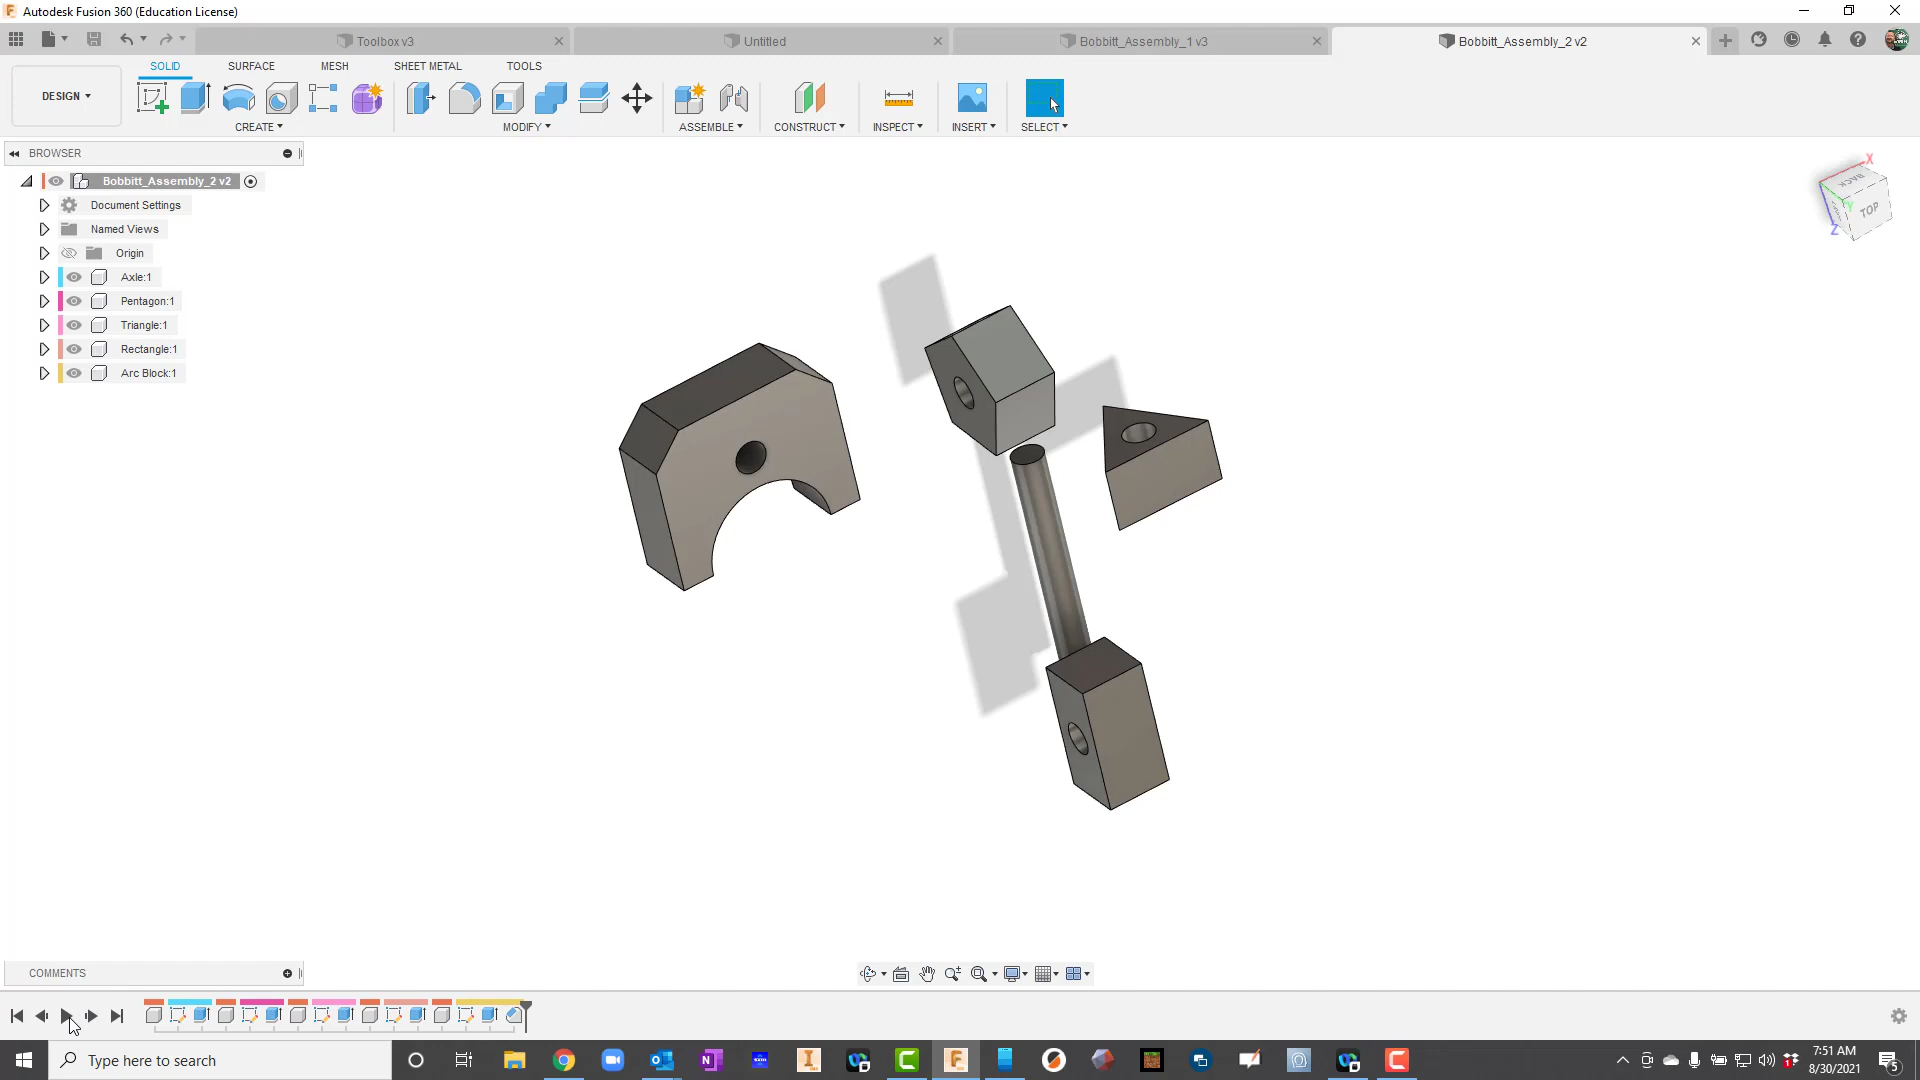 Autodesk Fusion 360 (Education License)
Toolbox v3
Untitled
Bobbitt_Assembly_1 v3
Bobbitt_Assembly_2 v2
SOLID
SURFACE
MESH
SHEET METAL
TOOLS
DESIGN
CREATE
MODIFY
ASSEMBLE
CONSTRUCT
INSPECT
INSERT
SELECT
BROWSER
Bobbitt_Assembly_2 v2
Document Settings
Named Views
Origin
Axle:1
Pentagon:1
Triangle:1
Rectangle:1
Arc Block:1
X
BACK
Y
TOP
Z
COMMENTS
Type here to search
7:51 AM
8/30/2021
5